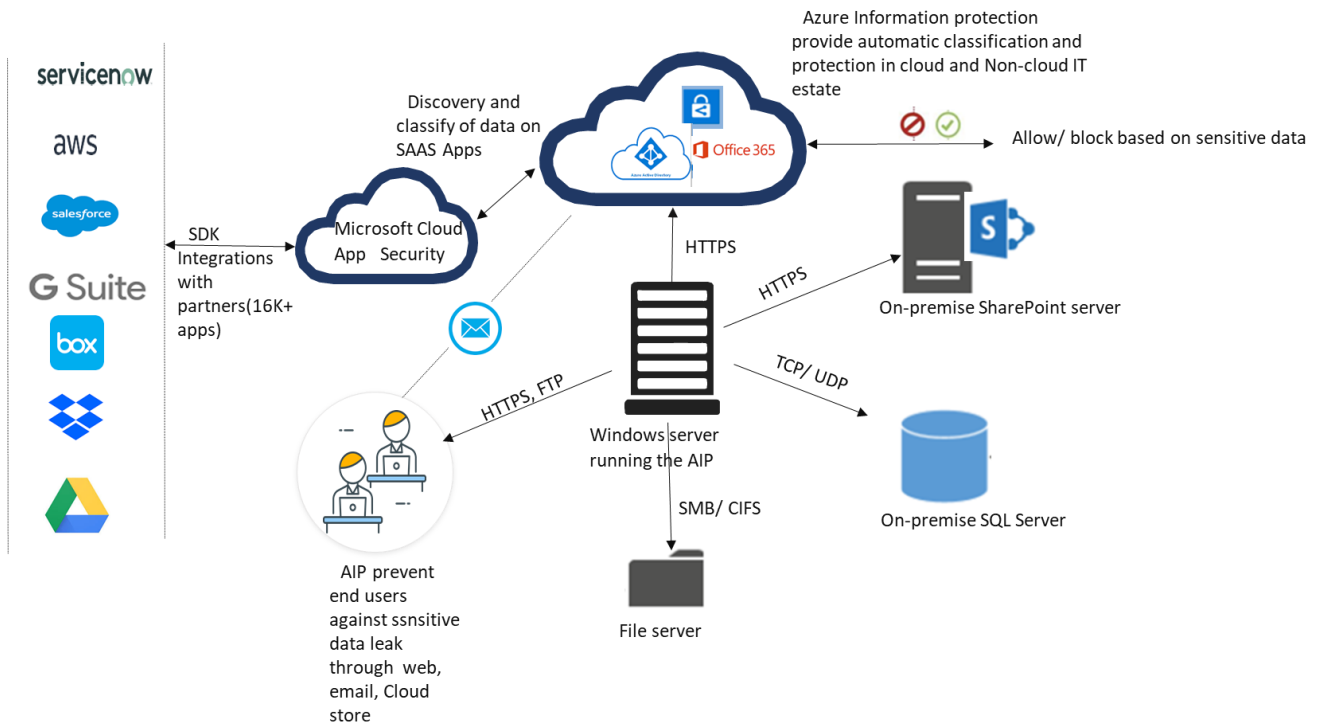 Azure Information protection
provide automatic classification and
protection in cloud and Non-cloud IT
estate
servicenow
aws
salesforce
G Suite
box
SDK
Integrations
with
partners(16K+
apps)
Discovery and
classify of data on
SAAS Apps
Microsoft Cloud
App Security
Azure Active Directory
Office 365
Allow/ block based on sensitive data
HTTPS
HTTPS
S
On-premise SharePoint server
TCP/ UDP
HTTPS, FTP
Windows server
running the AIP
On-premise SQL Server
SMB/ CIFS
File server
AIP prevent
end users
against ssnsitive
data leak
through web,
email, Cloud
store